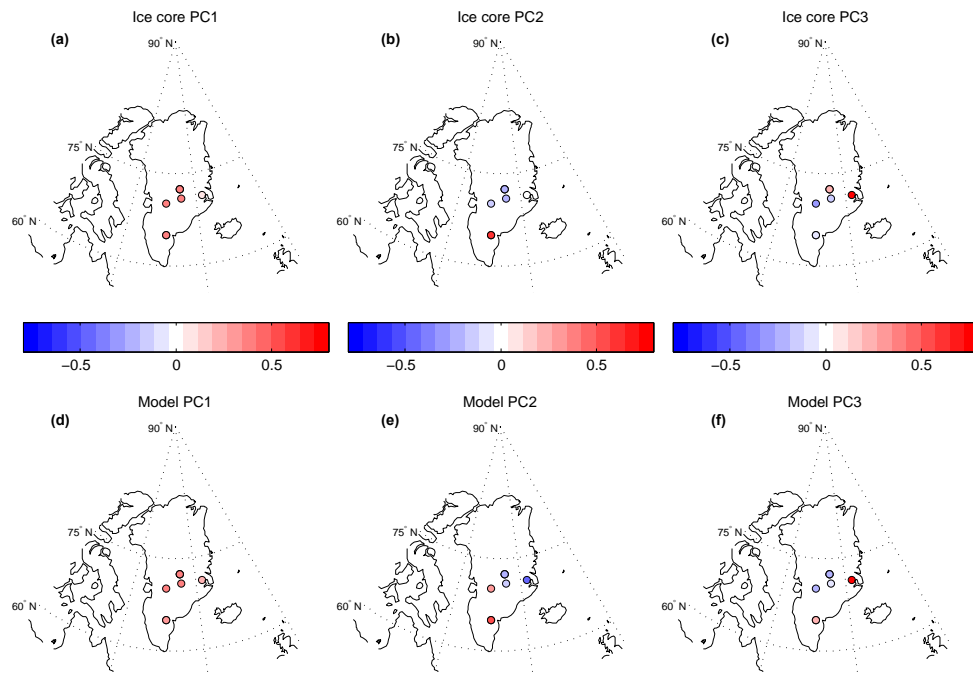 Ice core PC1
Ice core PC2
Ice core PC3
(a)
(b)
(c)
90° N
90° N
90° N
75° N
75° N
75° N
60° N
60° N
60° N
−0.5 0 0.5
−0.5 0 0.5
−0.5 0 0.5
Model PC1
Model PC2
Model PC3
(d)
(e)
(f)
90° N
90° N
90° N
75° N
75° N
75° N
60° N
60° N
60° N